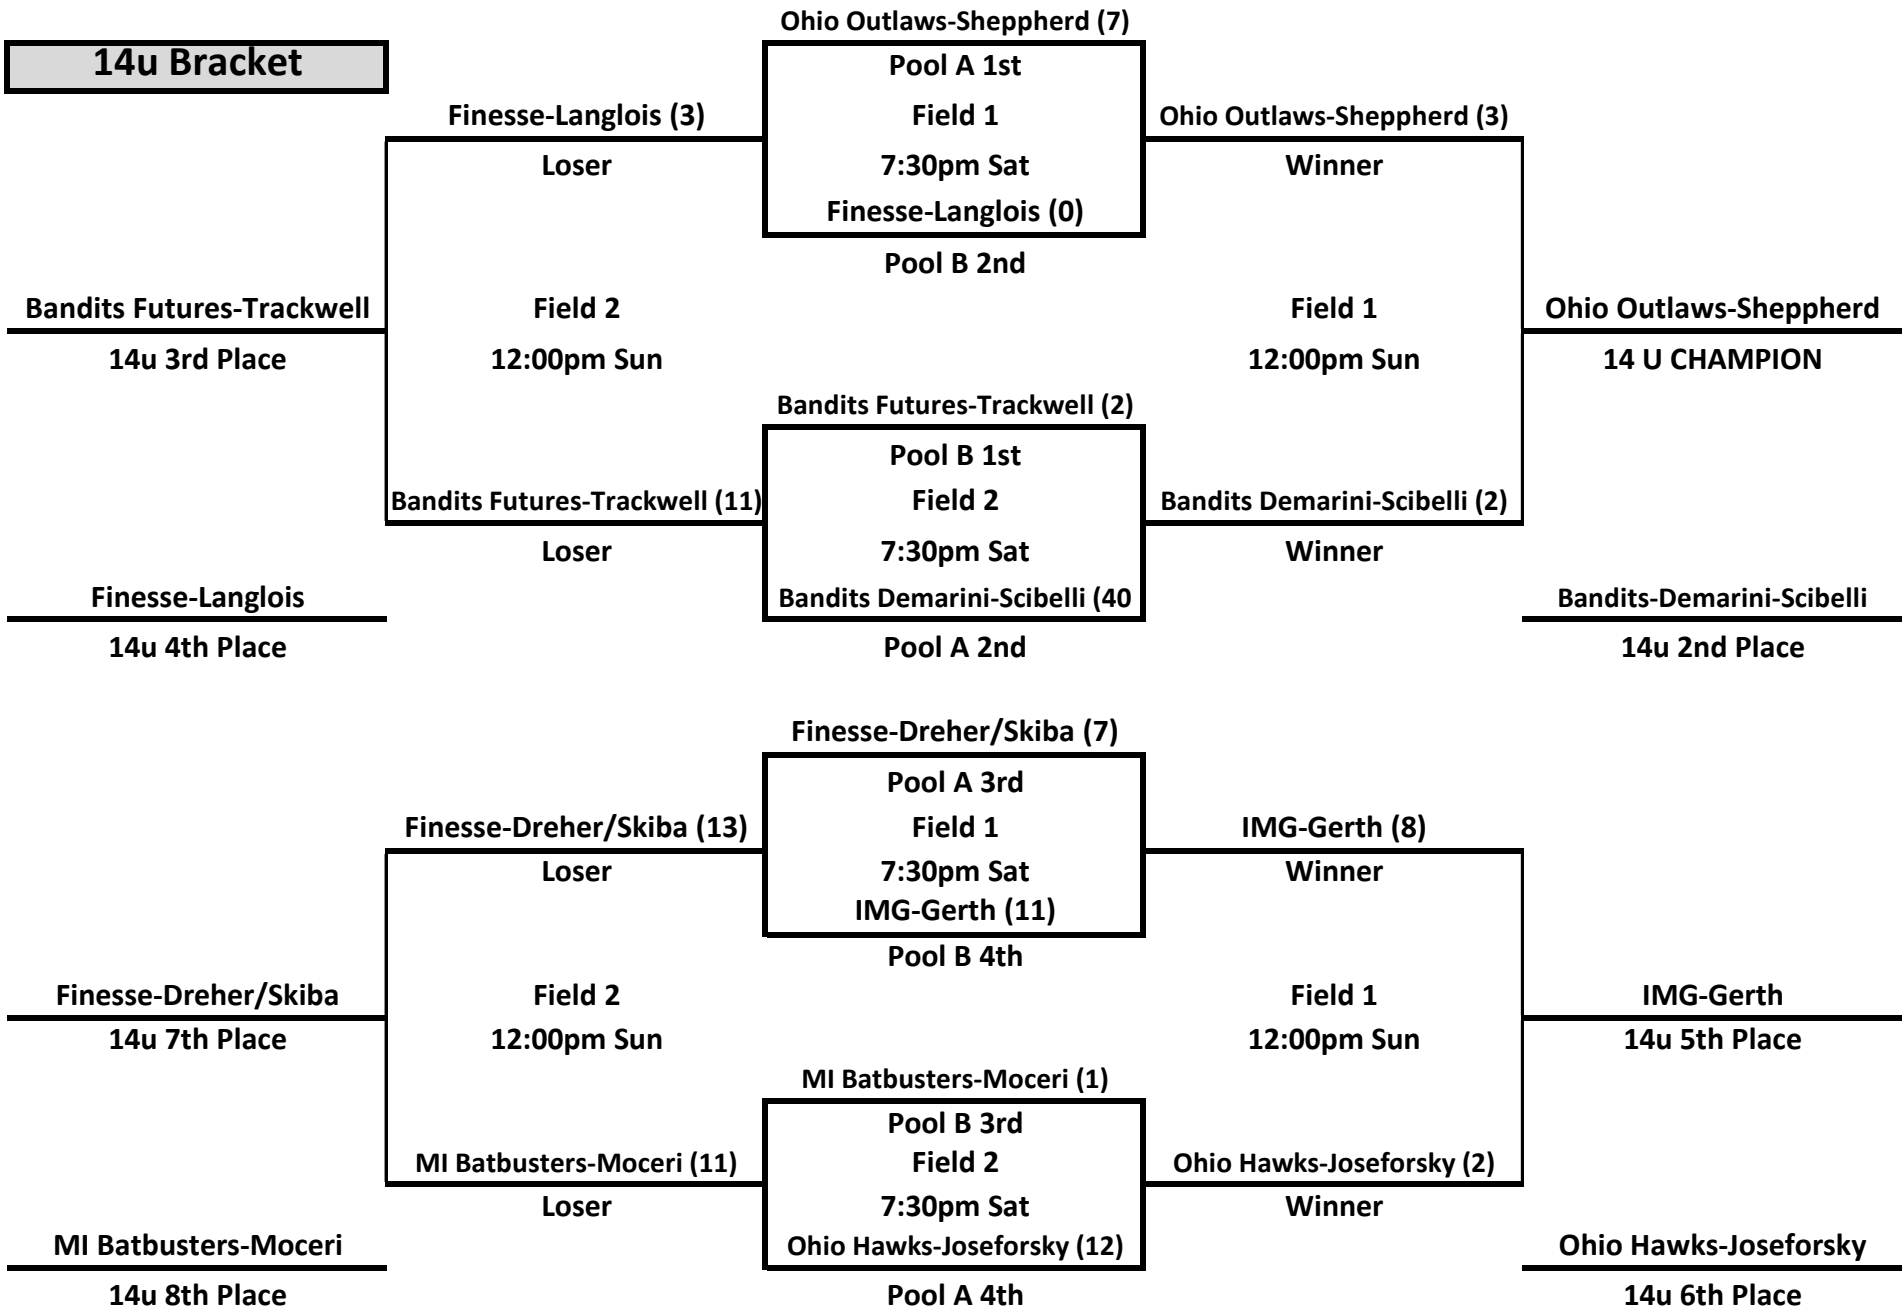 Ohio Outlaws-Sheppherd (7)
14u Bracket
Pool A 1st
Finesse-Langlois (3)
Field 1
Ohio Outlaws-Sheppherd (3)
Loser
7:30pm Sat
Winner
Finesse-Langlois (0)
Pool B 2nd
Bandits Futures-Trackwell
Field 2
Field 1
Ohio Outlaws-Sheppherd
14u 3rd Place
12:00pm Sun
12:00pm Sun
14 U CHAMPION
Bandits Futures-Trackwell (2)
Pool B 1st
Bandits Futures-Trackwell (11)
Field 2
Bandits Demarini-Scibelli (2)
Loser
7:30pm Sat
Winner
Finesse-Langlois
Bandits Demarini-Scibelli (40
Bandits-Demarini-Scibelli
14u 4th Place
Pool A 2nd
14u 2nd Place
Finesse-Dreher/Skiba (7)
Pool A 3rd
Finesse-Dreher/Skiba (13)
Field 1
IMG-Gerth (8)
Loser
7:30pm Sat
Winner
IMG-Gerth (11)
Pool B 4th
Finesse-Dreher/Skiba
Field 2
Field 1
IMG-Gerth
14u 7th Place
12:00pm Sun
12:00pm Sun
14u 5th Place
MI Batbusters-Moceri (1)
Pool B 3rd
MI Batbusters-Moceri (11)
Field 2
Ohio Hawks-Joseforsky (2)
Loser
7:30pm Sat
Winner
MI Batbusters-Moceri
Ohio Hawks-Joseforsky (12)
Ohio Hawks-Joseforsky
14u 8th Place
Pool A 4th
14u 6th Place